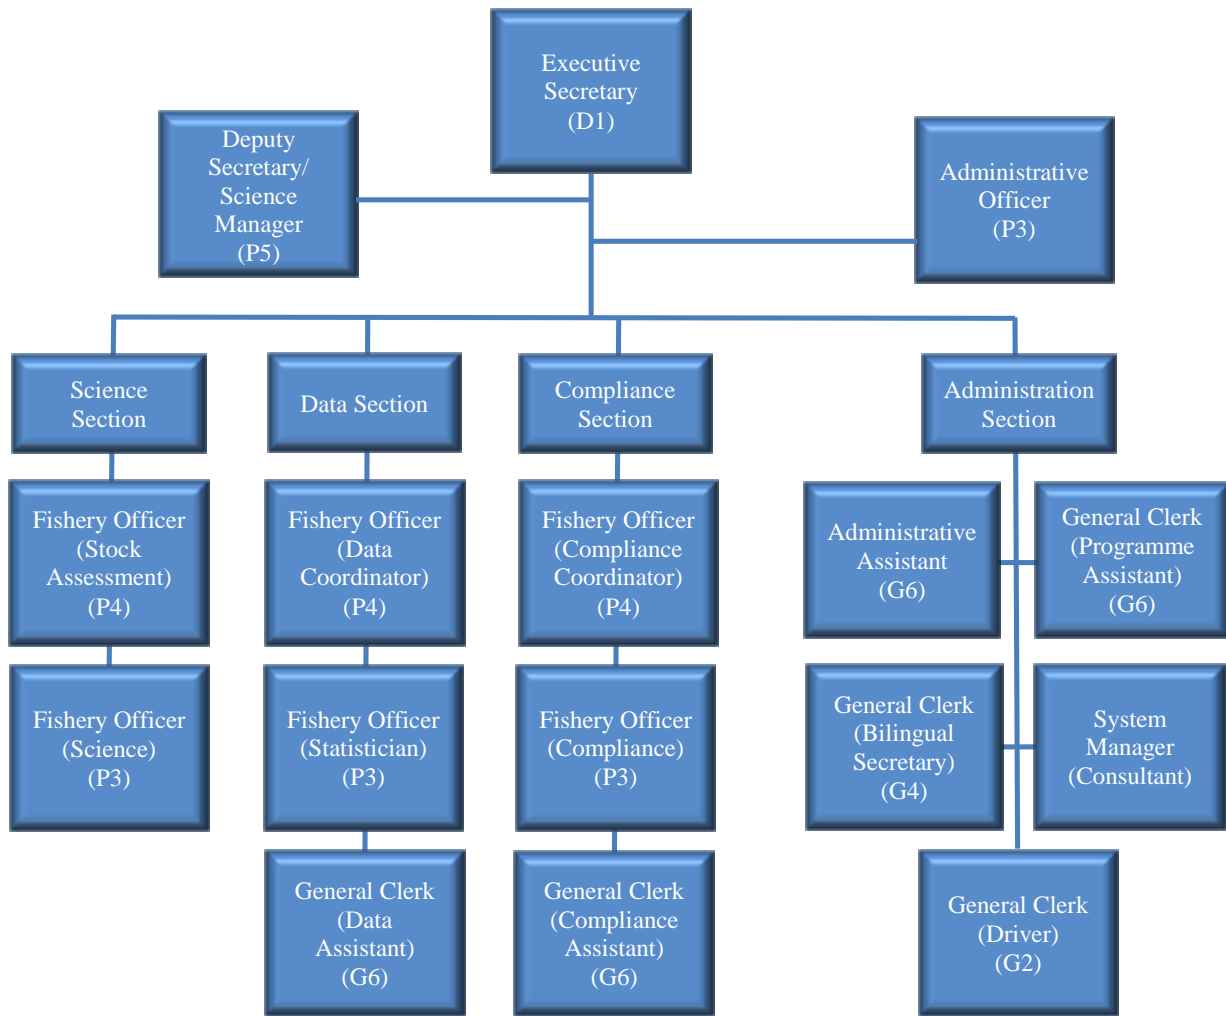 Executive
Secretary
(D1)
Deputy
Secretary/
Science
Manager
(P5)
Administrative
Officer
(P3)
Science
Section
Data Section
Compliance
Section
Administration
Section
Fishery Officer
(Stock
Assessment)
(P4)
Fishery Officer
(Data
Coordinator)
(P4)
Fishery Officer
(Compliance
Coordinator)
(P4)
Administrative
Assistant
(G6)
General Clerk
(Programme
Assistant)
(G6)
Fishery Officer
(Science)
(P3)
Fishery Officer
(Statistician)
(P3)
Fishery Officer
(Compliance)
(P3)
General Clerk
(Bilingual
Secretary)
(G4)
System
Manager
(Consultant)
General Clerk
(Data
Assistant)
(G6)
General Clerk
(Compliance
Assistant)
(G6)
General Clerk
(Driver)
(G2)